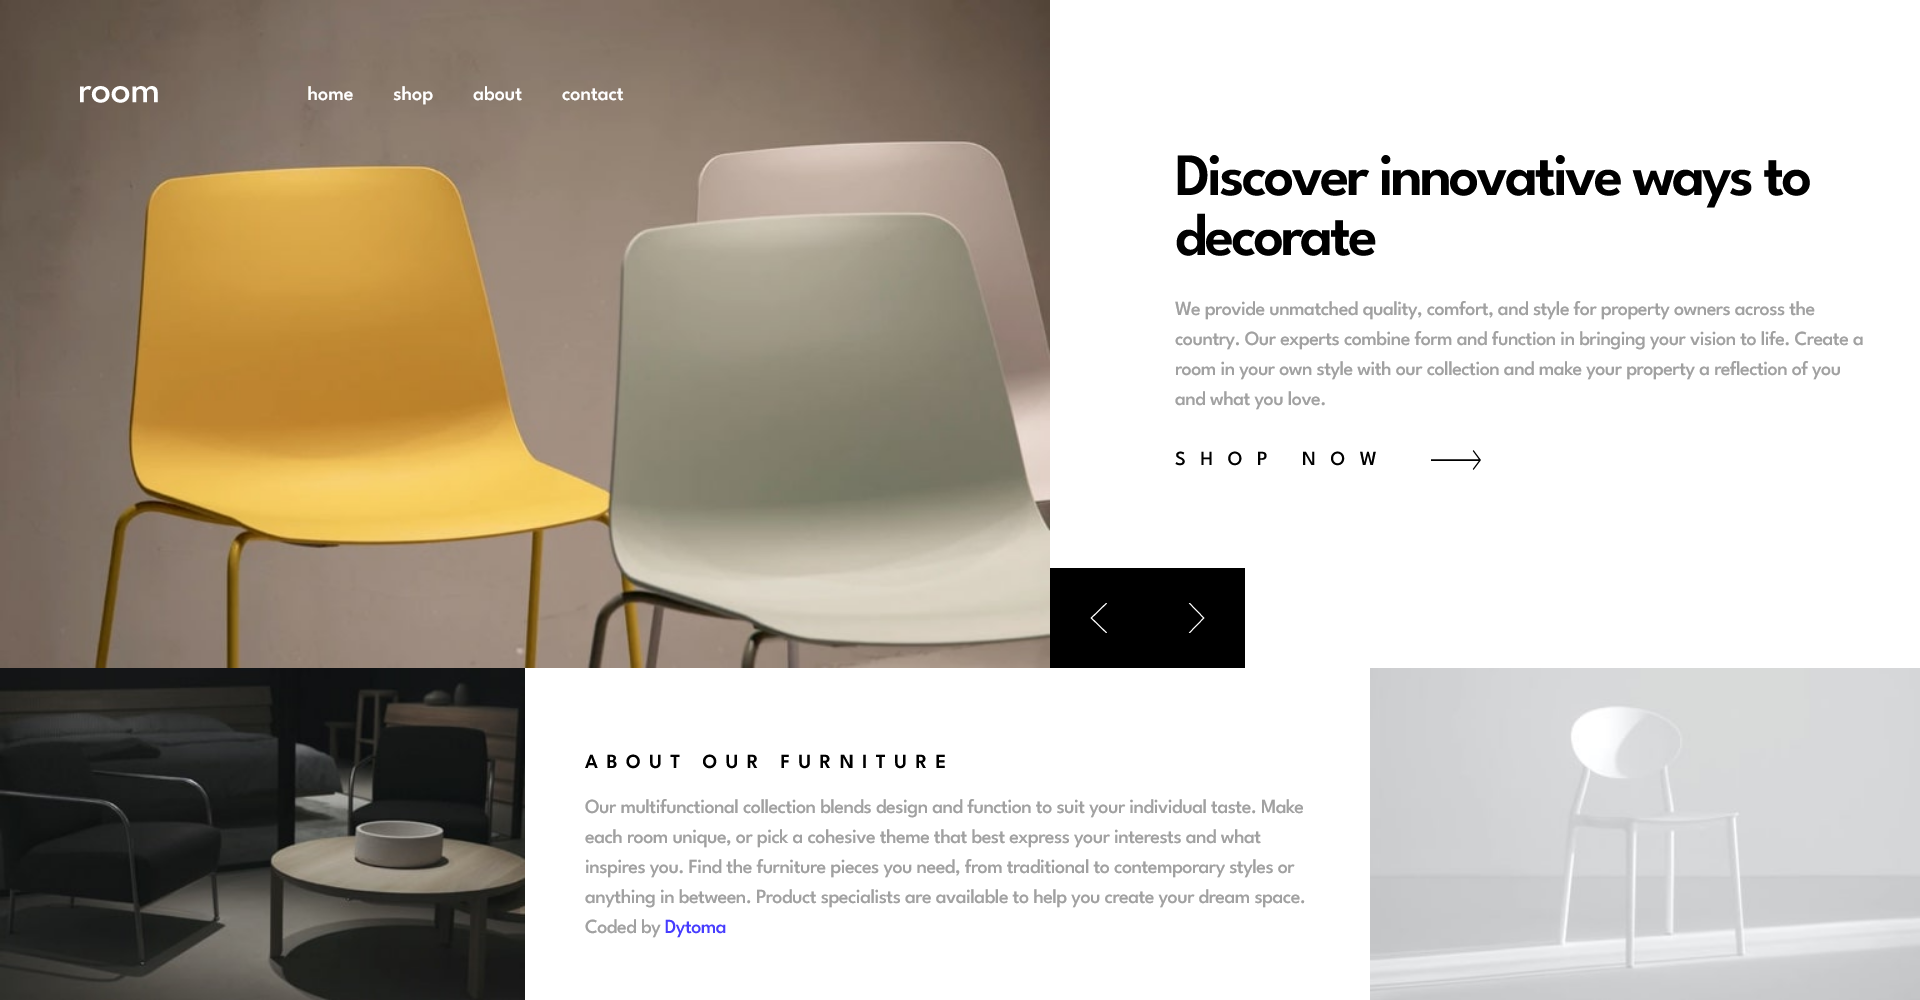 room
home shop about contact
Discover innovative ways to
decorate
We provide unmatched quality, comfort, and style for property owners across the
country. Our experts combine form and function in bringing your vision to life. Create a
room in your own style with our collection and make your property a reflection of you
and what you love.
SHOP NOW
ABOUT OUR FURNITURE
Our multifunctional collection blends design and function to suit your individual taste. Make
each room unique, or pick a cohesive theme that best express your interests and what
inspires you. Find the furniture pieces you need, from traditional to contemporary styles or
anything in between. Product specialists are available to help you create your dream space.
Coded by Dytoma